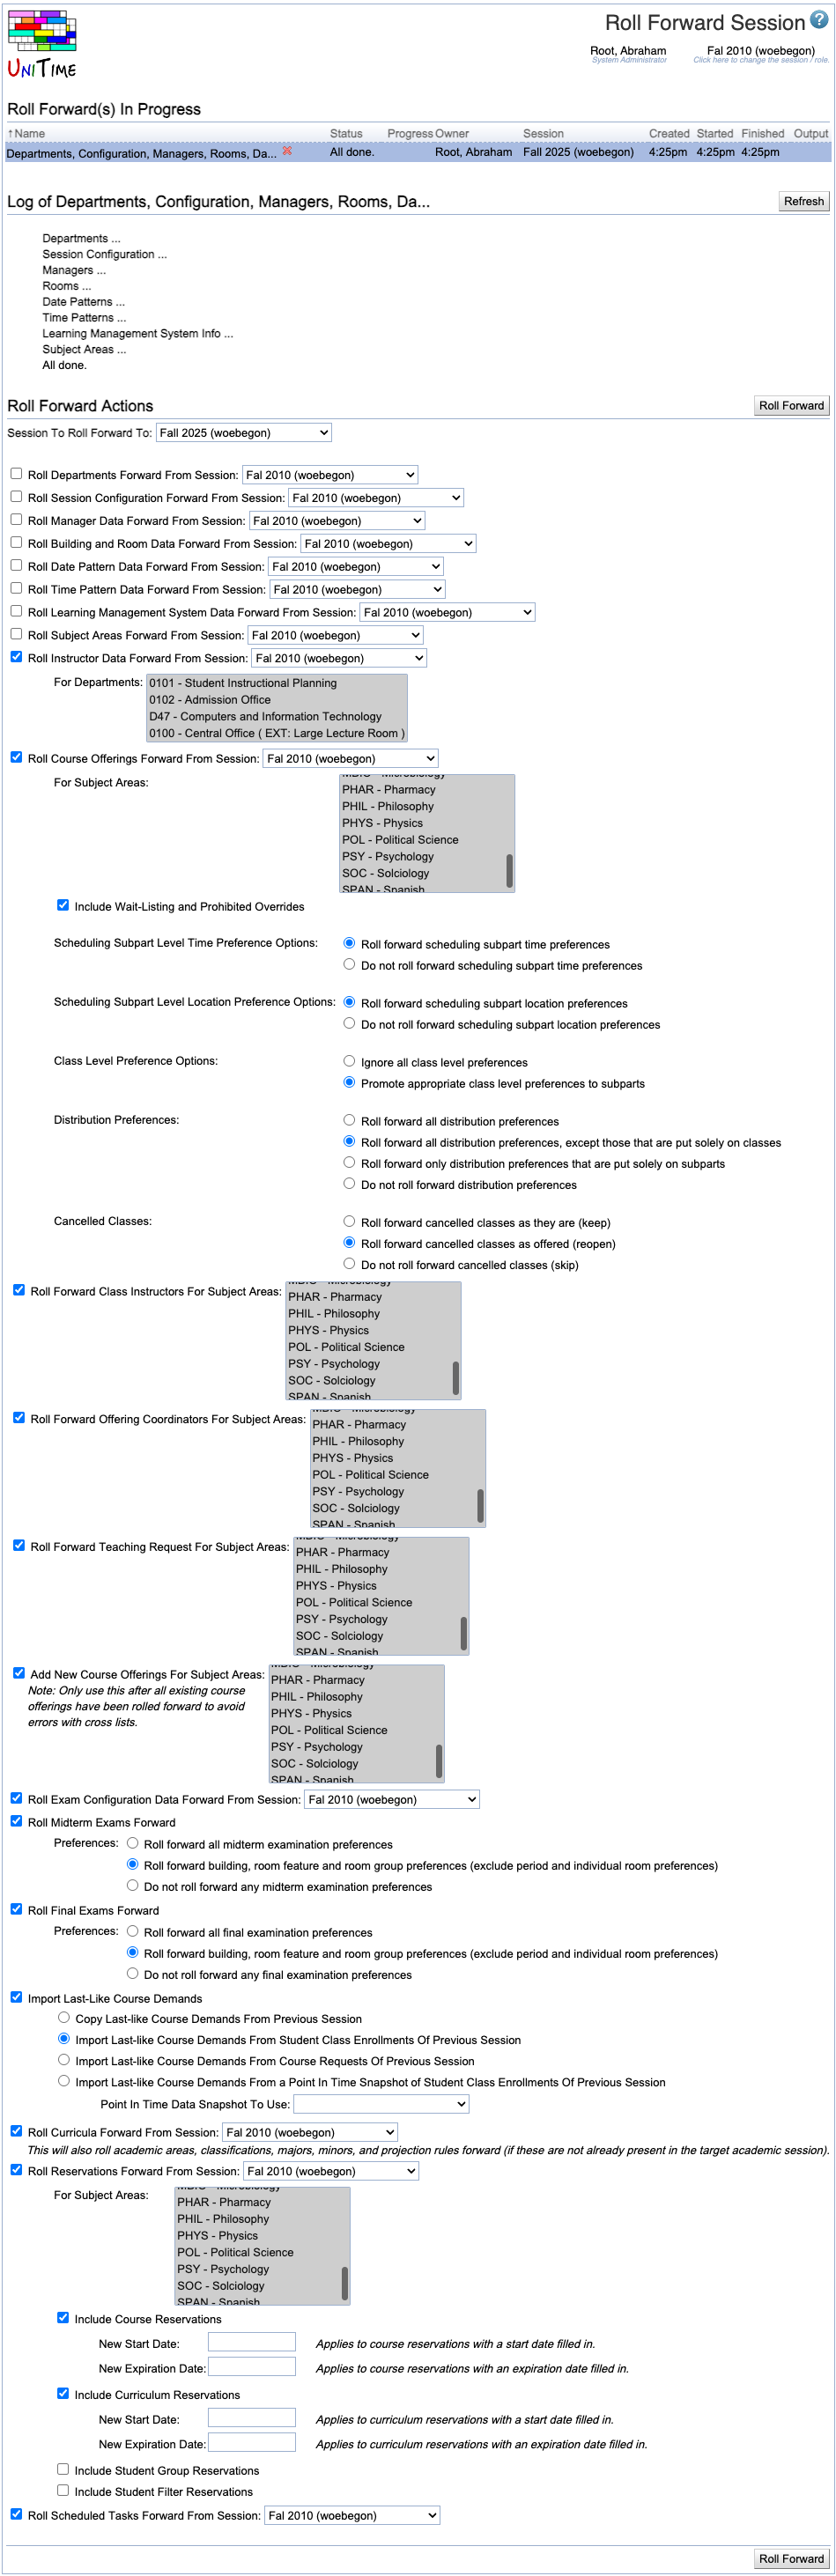 UniTime
Roll Forward Session ?
Root, Abraham Fal 2010 (woebegon)
System Administrator Click here to change the session / role.
Roll Forward(s) In Progress
↑Name Status Progress Owner Session Created Started Finished Output
Departments, Configuration, Managers, Rooms, Da... All done. Root, Abraham Fall 2025 (woebegon) 4:25pm 4:25pm 4:25pm
Log of Departments, Configuration, Managers, Rooms, Da... Refresh
Departments ...
Session Configuration ...
Managers ...
Rooms ...
Date Patterns ...
Time Patterns ...
Learning Management System Info ...
Subject Areas ...
All done.
Roll Forward Actions Roll Forward
Session To Roll Forward To: Fall 2025 (woebegon)
Roll Departments Forward From Session: Fal 2010 (woebegon)
Roll Session Configuration Forward From Session: Fal 2010 (woebegon)
Roll Manager Data Forward From Session: Fal 2010 (woebegon)
Roll Building and Room Data Forward From Session: Fal 2010 (woebegon)
Roll Date Pattern Data Forward From Session: Fal 2010 (woebegon)
Roll Time Pattern Data Forward From Session: Fal 2010 (woebegon)
Roll Learning Management System Data Forward From Session: Fal 2010 (woebegon)
Roll Subject Areas Forward From Session: Fal 2010 (woebegon)
Roll Instructor Data Forward From Session: Fal 2010 (woebegon)
For Departments: 0101 - Student Instructional Planning
0102 - Admission Office
D47 - Computers and Information Technology
0100 - Central Office ( EXT: Large Lecture Room )
Roll Course Offerings Forward From Session: Fal 2010 (woebegon)
For Subject Areas: MBIO - Microbiology
PHAR - Pharmacy
PHIL - Philosophy
PHYS - Physics
POL - Political Science
PSY - Psychology
SOC - Solciology
SPAN - Spanish
Include Wait-Listing and Prohibited Overrides
Scheduling Subpart Level Time Preference Options: Roll forward scheduling subpart time preferences
Do not roll forward scheduling subpart time preferences
Scheduling Subpart Level Location Preference Options: Roll forward scheduling subpart location preferences
Do not roll forward scheduling subpart location preferences
Class Level Preference Options: Ignore all class level preferences
Promote appropriate class level preferences to subparts
Distribution Preferences: Roll forward all distribution preferences
Roll forward all distribution preferences, except those that are put solely on classes
Roll forward only distribution preferences that are put solely on subparts
Do not roll forward distribution preferences
Cancelled Classes: Roll forward cancelled classes as they are (keep)
Roll forward cancelled classes as offered (reopen)
Do not roll forward cancelled classes (skip)
Roll Forward Class Instructors For Subject Areas: MBIO - Microbiology
PHAR - Pharmacy
PHIL - Philosophy
PHYS - Physics
POL - Political Science
PSY - Psychology
SOC - Solciology
SPAN - Spanish
Roll Forward Offering Coordinators For Subject Areas: MBIO - Microbiology
PHAR - Pharmacy
PHIL - Philosophy
PHYS - Physics
POL - Political Science
PSY - Psychology
SOC - Solciology
SPAN - Spanish
Roll Forward Teaching Request For Subject Areas: MBIO - Microbiology
PHAR - Pharmacy
PHIL - Philosophy
PHYS - Physics
POL - Political Science
PSY - Psychology
SOC - Solciology
SPAN - Spanish
Add New Course Offerings For Subject Areas: MBIO - Microbiology
Note: Only use this after all existing course PHAR - Pharmacy
offerings have been rolled forward to avoid PHIL - Philosophy
errors with cross lists. PHYS - Physics
POL - Political Science
PSY - Psychology
SOC - Solciology
SPAN - Spanish
Roll Exam Configuration Data Forward From Session: Fal 2010 (woebegon)
Roll Midterm Exams Forward
Preferences: Roll forward all midterm examination preferences
Roll forward building, room feature and room group preferences (exclude period and individual room preferences)
Do not roll forward any midterm examination preferences
Roll Final Exams Forward
Preferences: Roll forward all final examination preferences
Roll forward building, room feature and room group preferences (exclude period and individual room preferences)
Do not roll forward any final examination preferences
Import Last-Like Course Demands
Copy Last-like Course Demands From Previous Session
Import Last-like Course Demands From Student Class Enrollments Of Previous Session
Import Last-like Course Demands From Course Requests Of Previous Session
Import Last-like Course Demands From a Point In Time Snapshot of Student Class Enrollments Of Previous Session
Point In Time Data Snapshot To Use:
Roll Curricula Forward From Session: Fal 2010 (woebegon)
This will also roll academic areas, classifications, majors, minors, and projection rules forward (if these are not already present in the target academic session).
Roll Reservations Forward From Session: Fal 2010 (woebegon)
For Subject Areas: MBIO - Microbiology
PHAR - Pharmacy
PHIL - Philosophy
PHYS - Physics
POL - Political Science
PSY - Psychology
SOC - Solciology
SPAN - Spanish
Include Course Reservations
New Start Date: Applies to course reservations with a start date filled in.
New Expiration Date: Applies to course reservations with an expiration date filled in.
Include Curriculum Reservations
New Start Date: Applies to curriculum reservations with a start date filled in.
New Expiration Date: Applies to curriculum reservations with an expiration date filled in.
Include Student Group Reservations
Include Student Filter Reservations
Roll Scheduled Tasks Forward From Session: Fal 2010 (woebegon)
Roll Forward